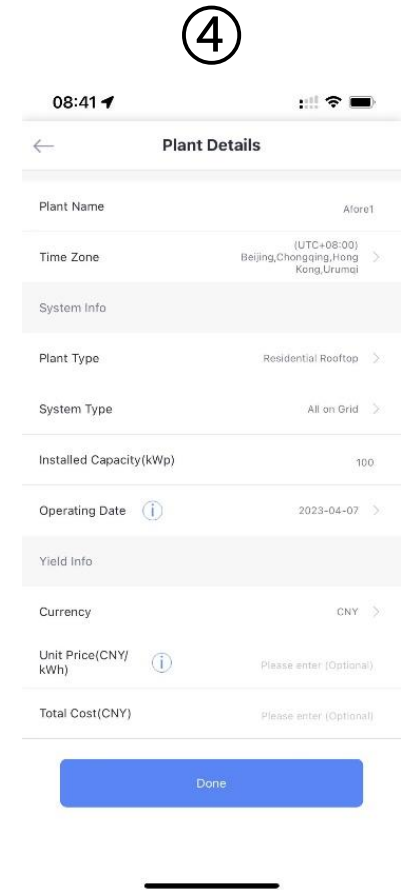 ④
08:41
Plant Details
Plant Name
Afore1
Time Zone
(UTC+08:00)
Beijing,Chongqing,Hong
Kong,Urumqi
System Info
Plant Type
Residential Rooftop
System Type
All on Grid
Installed Capacity(kWp)
100
Operating Date
2023-04-07
Yield Info
Currency
CNY
Unit Price(CNY/
kWh)
Please enter (Optional)
Total Cost(CNY)
Please enter (Optional)
Done